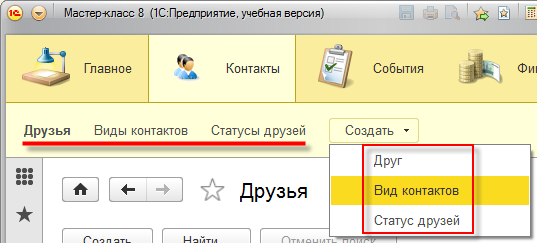 Мастер-класс 8 (1С:Предприятие, учебная версия)
Главное Контакты События
Друзья Виды контактов Статусы друзей Создать
Друг
Вид контактов
Статус друзей
Друзья
Создать Найти... Отменить поиск